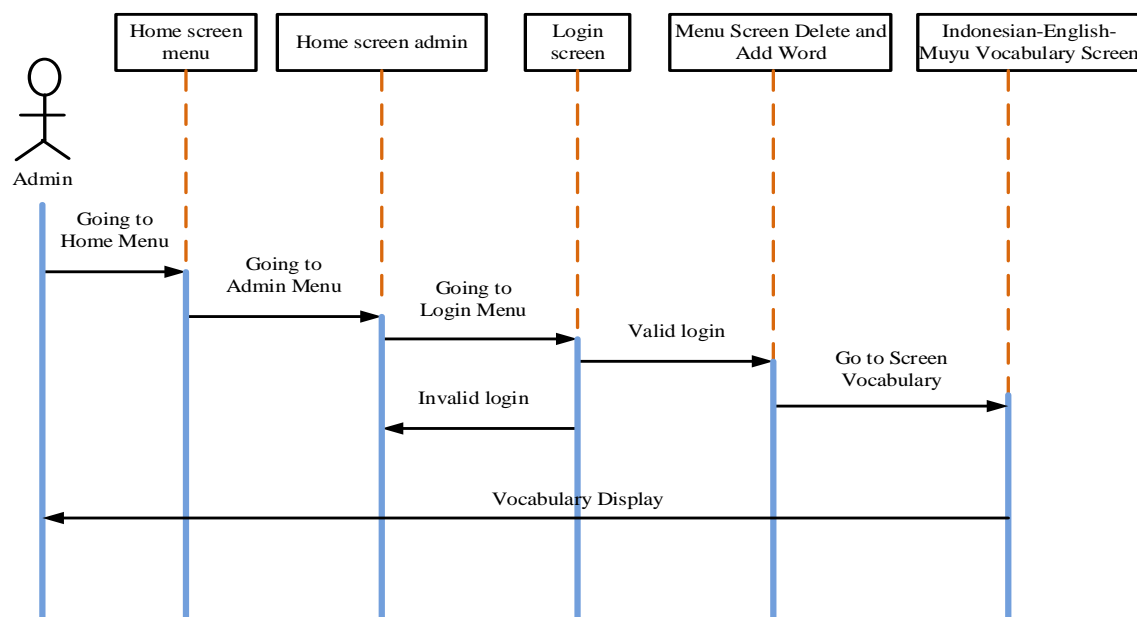 Home screen
menu
Home screen admin
Login
screen
Menu Screen Delete and
Add Word
Indonesian-English-
Muyu Vocabulary Screen
Admin
Going to
Home Menu
Going to
Admin Menu
Going to
Login Menu
Valid login
Go to Screen
Vocabulary
Invalid login
Vocabulary Display